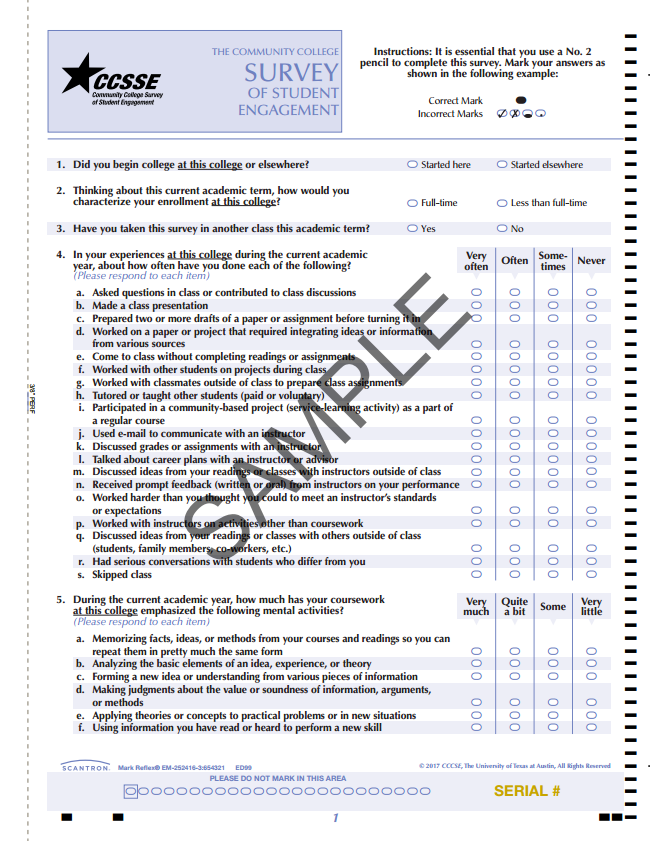 THE COMMUNITY COLLEGE
SURVEY
OF STUDENT
ENGAGEMENT
CCSSE
Community College Survey
of Student Engagement
Instructions: It is essential that you use a No. 2
pencil to complete this survey. Mark your answers as
shown in the following example:
Correct Mark
Incorrect Marks
1. Did you begin college at this college or elsewhere? Started here Started elsewhere
2. Thinking about this current academic term, how would you
characterize your enrollment at this college? Full-time Less than full-time
3. Have you taken this survey in another class this academic term? Yes No
4. In your experiences at this college during the current academic
year, about how often have you done each of the following?
(Please respond to each item)
Very often Often Some-times Never
a. Asked questions in class or contributed to class discussions
b. Made a class presentation
c. Prepared two or more drafts of a paper or assignment before turning it in
d. Worked on a paper or project that required integrating ideas or information
from various sources
e. Come to class without completing readings or assignments
f. Worked with other students on projects during class
g. Worked with classmates outside of class to prepare class assignments
h. Tutored or taught other students (paid or voluntary)
i. Participated in a community-based project (service-learning activity) as a part of
a regular course
j. Used e-mail to communicate with an instructor
k. Discussed grades or assignments with an instructor
l. Talked about career plans with an instructor or advisor
m. Discussed ideas from your readings or classes with instructors outside of class
n. Received prompt feedback (written or oral) from instructors on your performance
o. Worked harder than you thought you could to meet an instructor's standards
or expectations
p. Worked with instructors on activities other than coursework
q. Discussed ideas from your readings or classes with others outside of class
(students, family members, co-workers, etc.)
r. Had serious conversations with students who differ from you
s. Skipped class
SAMPLE
3/8" PERF
5. During the current academic year, how much has your coursework
at this college emphasized the following mental activities?
(Please respond to each item)
Very much Quite a bit Some Very little
a. Memorizing facts, ideas, or methods from your courses and readings so you can
repeat them in pretty much the same form
b. Analyzing the basic elements of an idea, experience, or theory
c. Forming a new idea or understanding from various pieces of information
d. Making judgments about the value or soundness of information, arguments,
or methods
e. Applying theories or concepts to practical problems or in new situations
f. Using information you have read or heard to perform a new skill
SCANTRON. Mark Reflex® EM-252416-3:654321 ED99
© 2017 CCCSE, The University of Texas at Austin, All Rights Reserved
PLEASE DO NOT MARK IN THIS AREA
SERIAL #
1